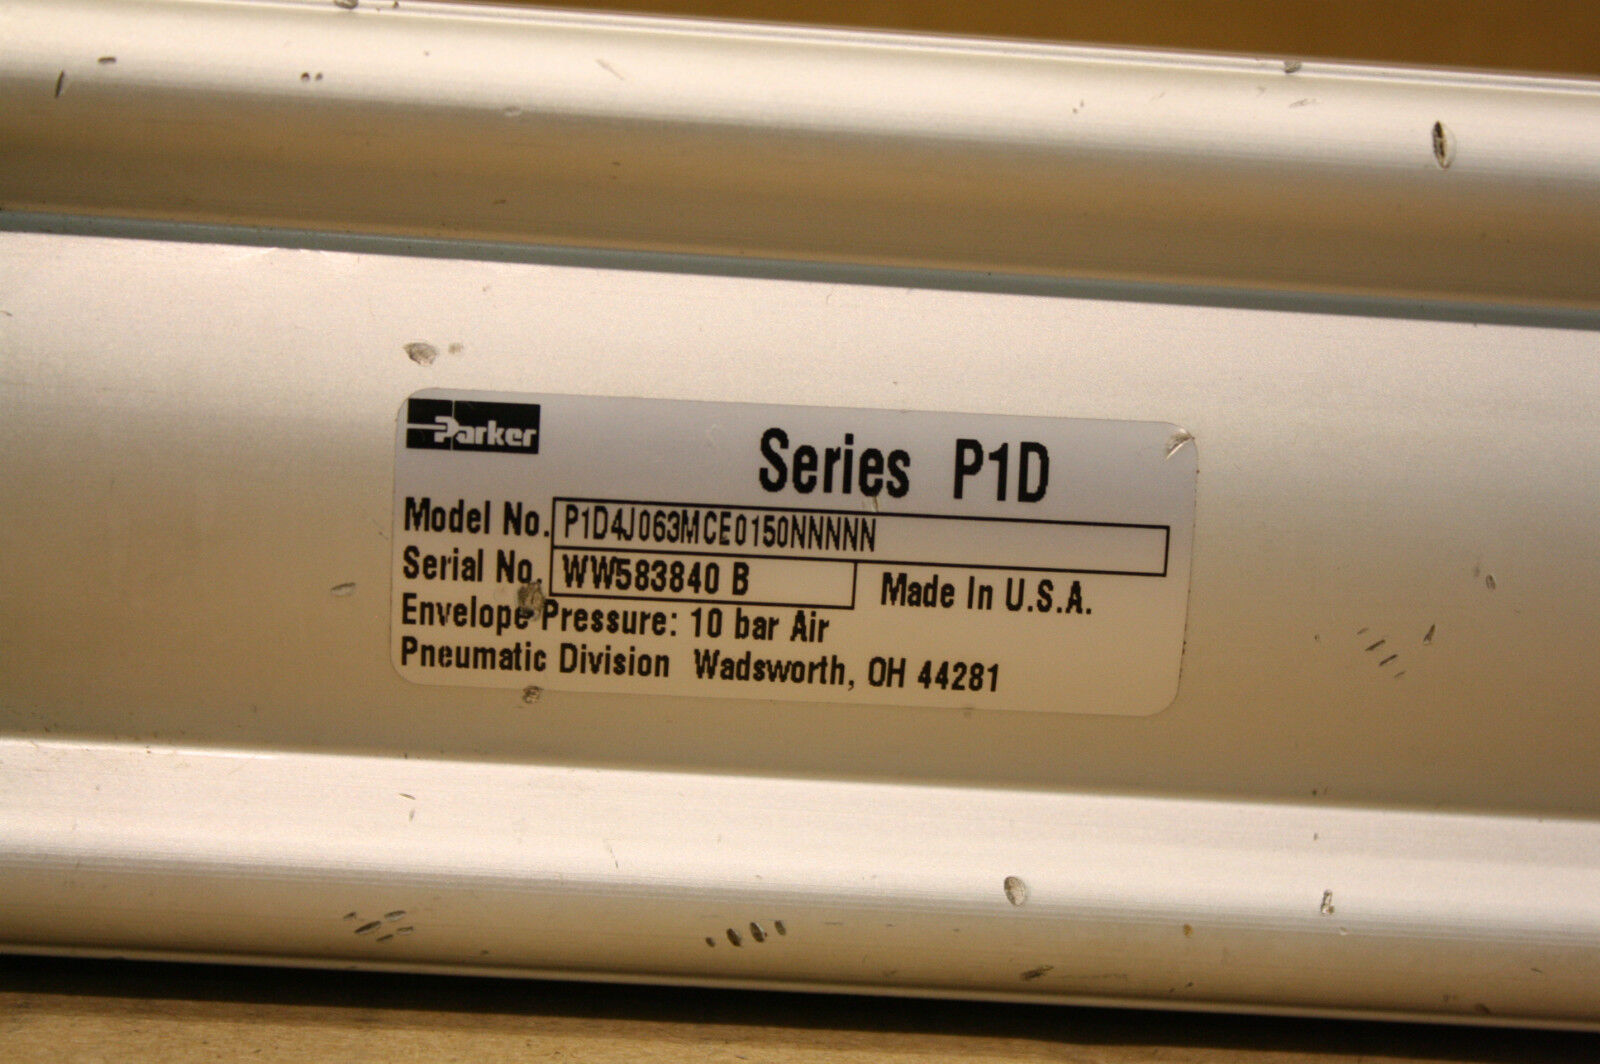 Parker
Series P1D
Model No. P1D4J063MCE0150NNNNN
Serial No. WW583840 B Made In U.S.A.
Envelope Pressure: 10 bar Air
Pneumatic Division Wadsworth, OH 44281